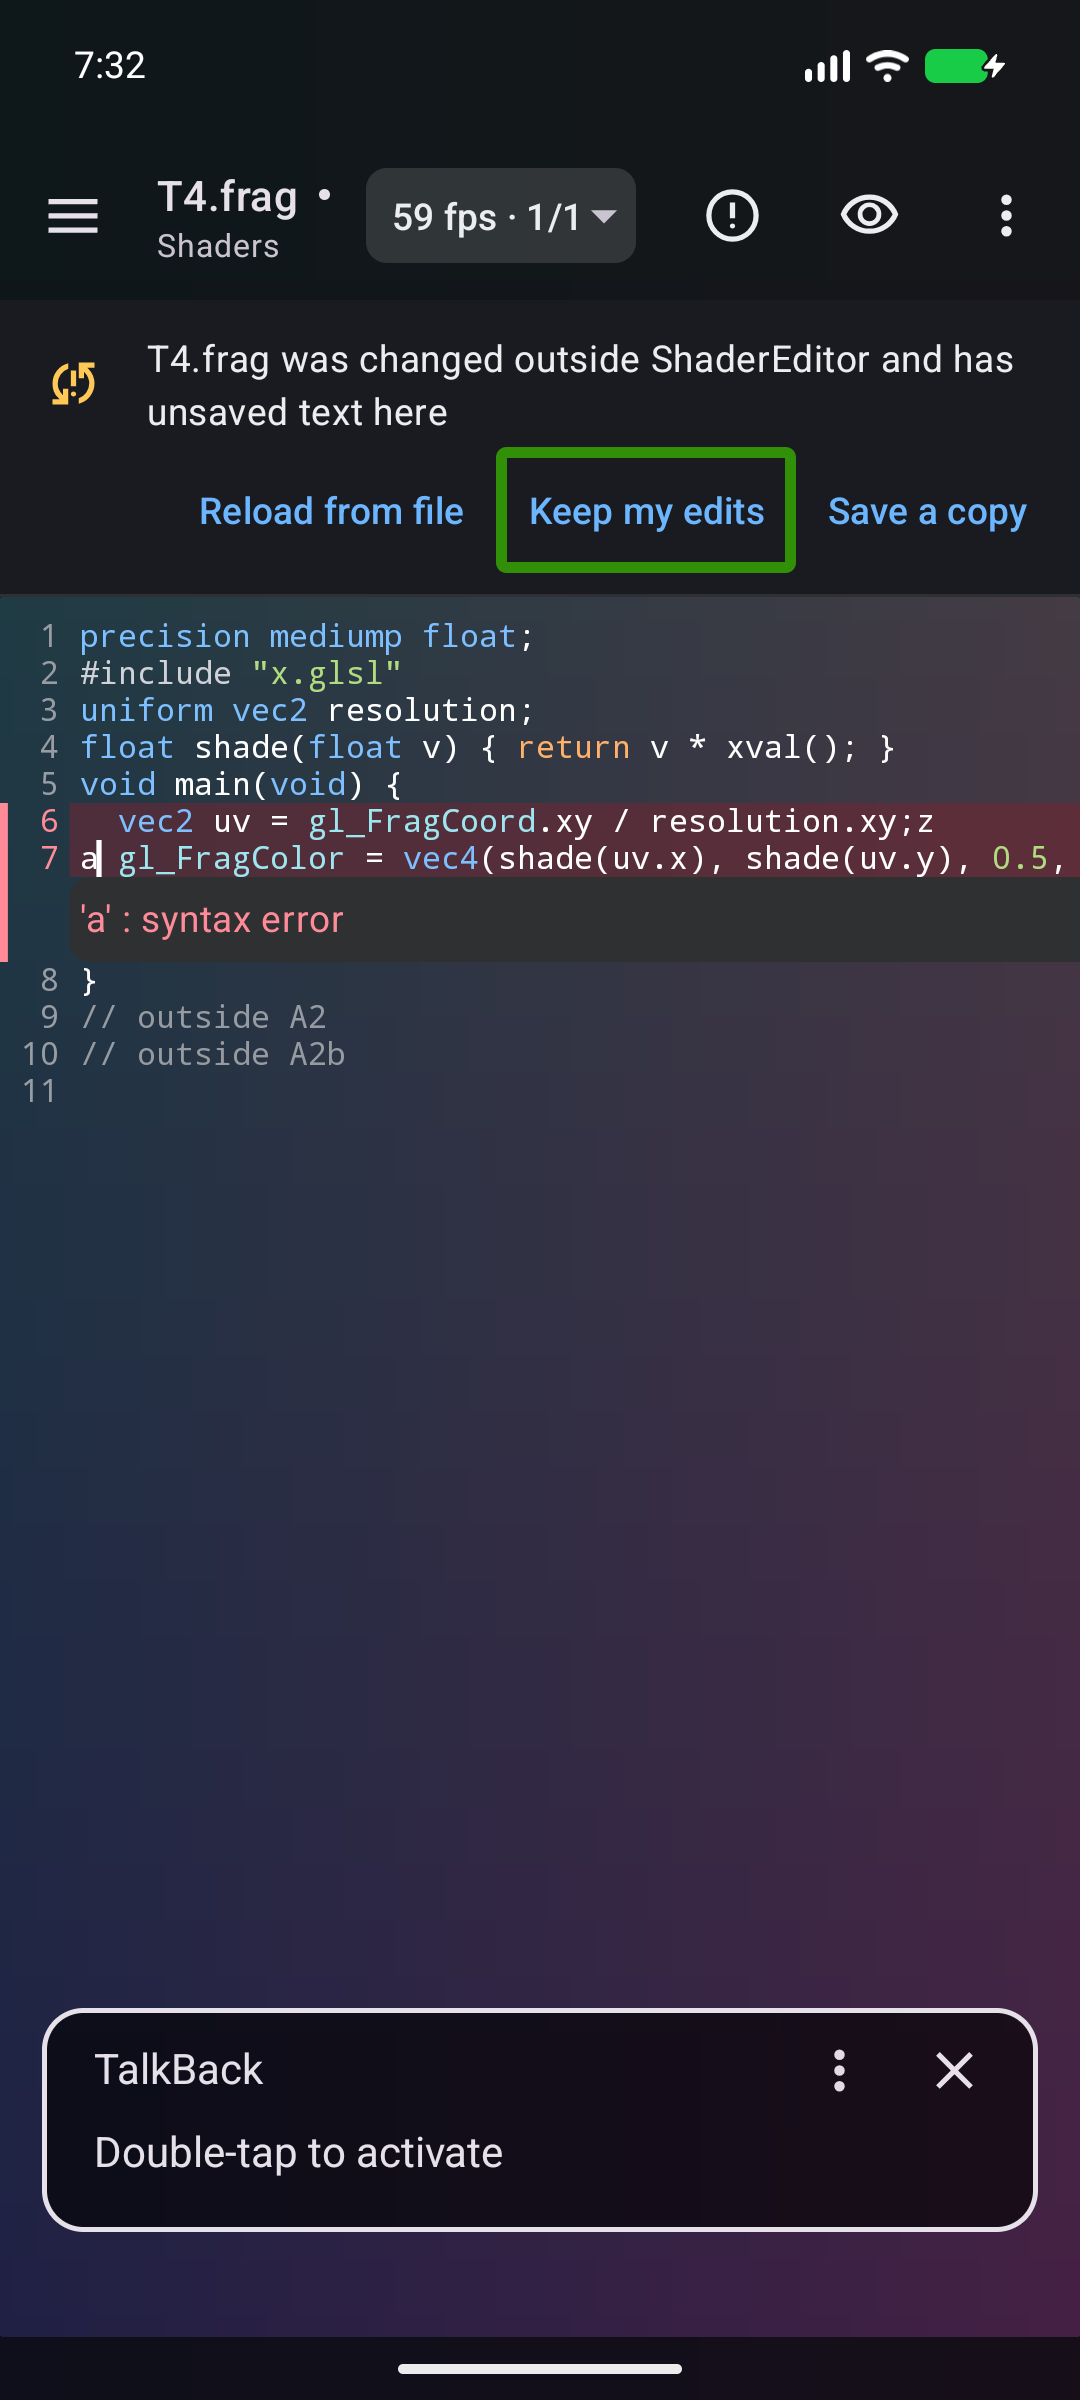 7:32
T4.frag •
Shaders
59 fps · 1/1
T4.frag was changed outside ShaderEditor and has
unsaved text here
Reload from file
Keep my edits
Save a copy
1 precision mediump float;
2 #include "x.glsl"
3 uniform vec2 resolution;
4 float shade(float v) { return v * xval(); }
5 void main(void) {
6   vec2 uv = gl_FragCoord.xy / resolution.xy;z
7 a gl_FragColor = vec4(shade(uv.x), shade(uv.y), 0.5,
'a' : syntax error
8 }
9 // outside A2
10 // outside A2b
11
TalkBack
Double-tap to activate